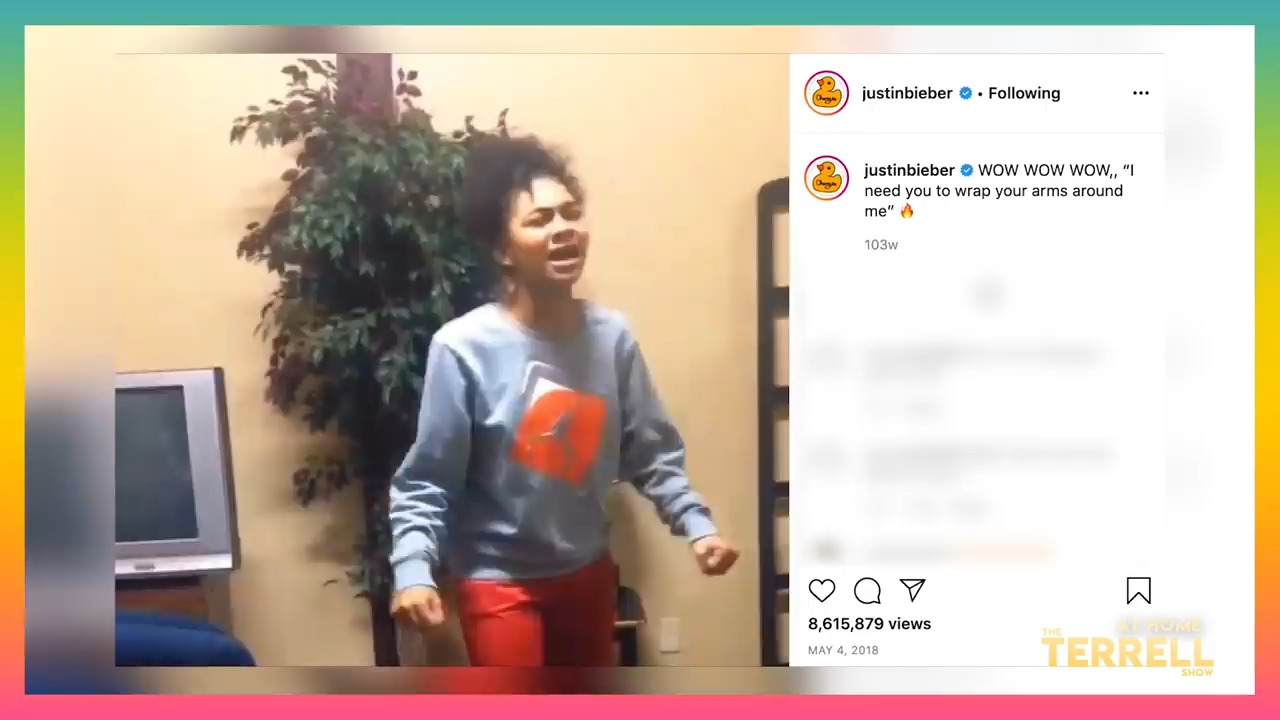 justinbieber • Following
justinbieber WOW WOW WOW,, “I
need you to wrap your arms around
me” 🔥
103w
8,615,879 views
MAY 4, 2018
AT HOME
THE
TERRELL
SHOW